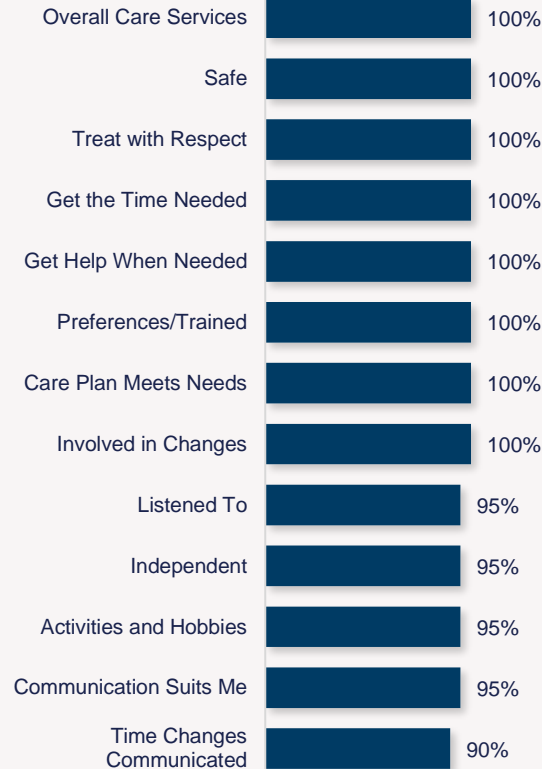 Overall Care Services 100%
Safe 100%
Treat with Respect 100%
Get the Time Needed 100%
Get Help When Needed 100%
Preferences/Trained 100%
Care Plan Meets Needs 100%
Involved in Changes 100%
Listened To 95%
Independent 95%
Activities and Hobbies 95%
Communication Suits Me 95%
Time Changes
Communicated 90%